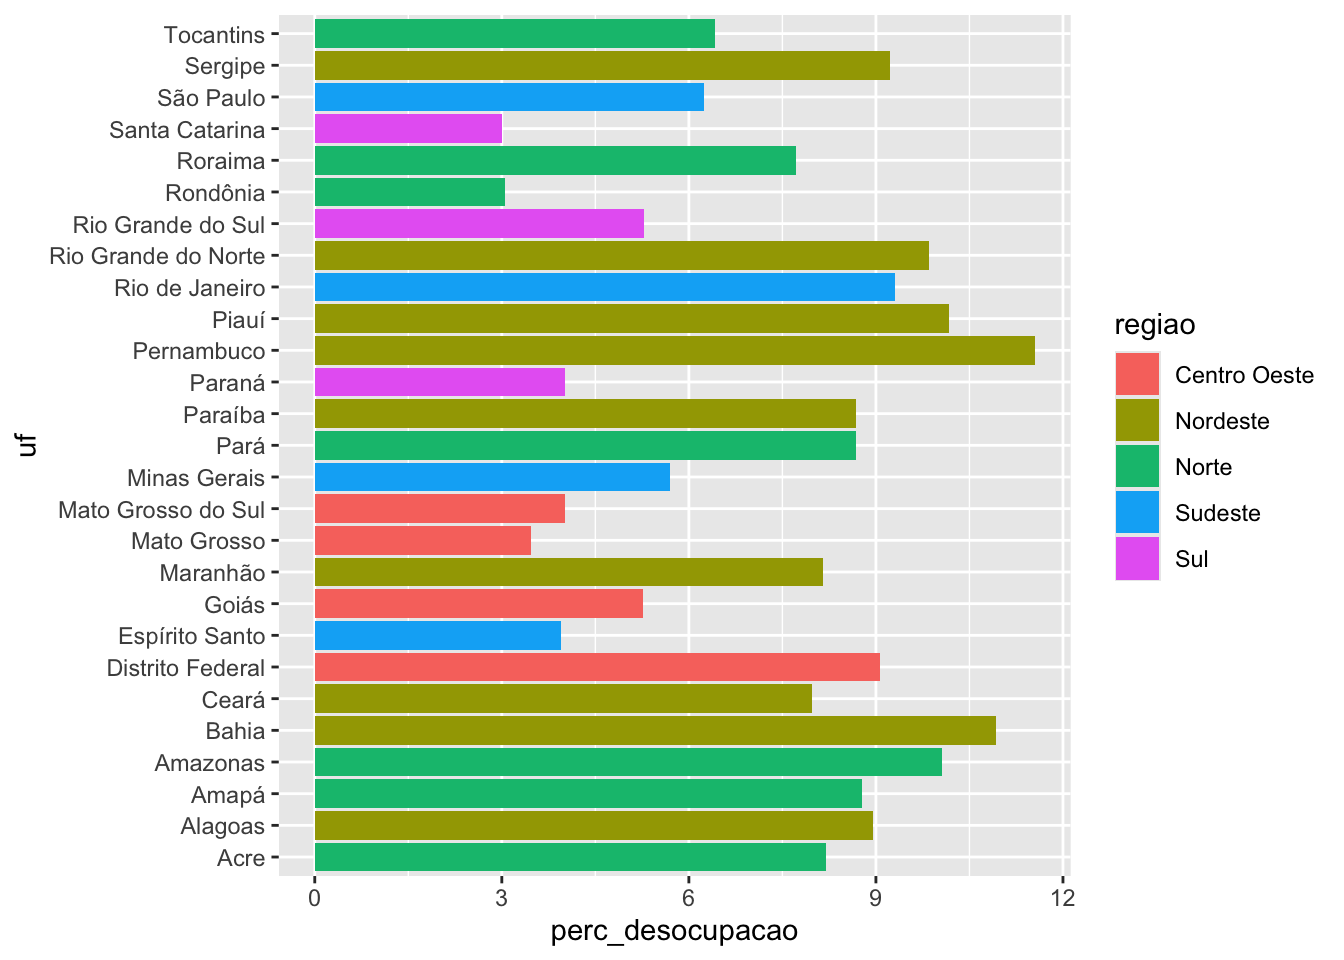 Tocantins
Sergipe
São Paulo
Santa Catarina
Roraima
Rondônia
Rio Grande do Sul
Rio Grande do Norte
Rio de Janeiro
Piauí
Pernambuco
Paraná
Paraíba
Pará
Minas Gerais
Mato Grosso do Sul
Mato Grosso
Maranhão
Goiás
Espírito Santo
Distrito Federal
Ceará
Bahia
Amazonas
Amapá
Alagoas
Acre
uf
0 3 6 9 12
perc_desocupacao
regiao
Centro Oeste
Nordeste
Norte
Sudeste
Sul